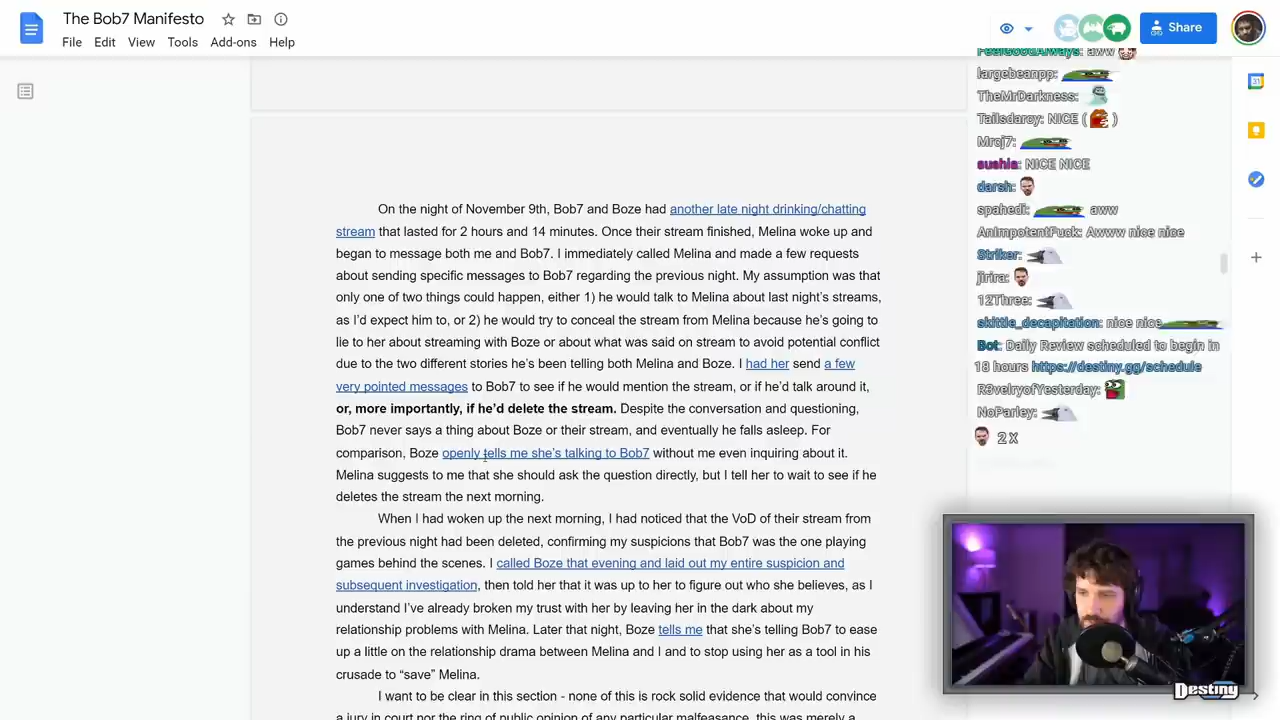 The Bob7 Manifesto
File Edit View Tools Add-ons Help
Share
On the night of November 9th, Bob7 and Boze had another late night drinking/chatting
stream that lasted for 2 hours and 14 minutes. Once their stream finished, Melina woke up and
began to message both me and Bob7. I immediately called Melina and made a few requests
about sending specific messages to Bob7 regarding the previous night. My assumption was that
only one of two things could happen, either 1) he would talk to Melina about last night's streams,
as I'd expect him to, or 2) he would try to conceal the stream from Melina because he's going to
lie to her about streaming with Boze or about what was said on stream to avoid potential conflict
due to the two different stories he's been telling both Melina and Boze. I had her send a few
very pointed messages to Bob7 to see if he would mention the stream, or if he'd talk around it,
or, more importantly, if he'd delete the stream. Despite the conversation and questioning,
Bob7 never says a thing about Boze or their stream, and eventually he falls asleep. For
comparison, Boze openly tells me she's talking to Bob7 without me even inquiring about it.
Melina suggests to me that she should ask the question directly, but I tell her to wait to see if he
deletes the stream the next morning.
When I had woken up the next morning, I had noticed that the VoD of their stream from
the previous night had been deleted, confirming my suspicions that Bob7 was the one playing
games behind the scenes. I called Boze that evening and laid out my entire suspicion and
subsequent investigation, then told her that it was up to her to figure out who she believes, as I
understand I've already broken my trust with her by leaving her in the dark about my
relationship problems with Melina. Later that night, Boze tells me that she's telling Bob7 to ease
up a little on the relationship drama between Melina and I and to stop using her as a tool in his
crusade to “save” Melina.
I want to be clear in this section - none of this is rock solid evidence that would convince
a jury in court nor the ring of public opinion of any particular malfeasance, this was merely a
FeelGoodAlways: aww
largebeanpp:
TheMrDarkness:
Tailsdarcy: NICE ( )
Mrcj7:
sushia: NICE NICE
darsh:
spahedi: aww
AnImpotentFuck: Awww nice nice
Striker:
jirira:
12Three:
skittle_decapitation: nice nice
Bot: Daily Review scheduled to begin in
18 hours https://destiny.gg/schedule
R3velryofYesterday:
NoParley:
2 X
31
Destiny